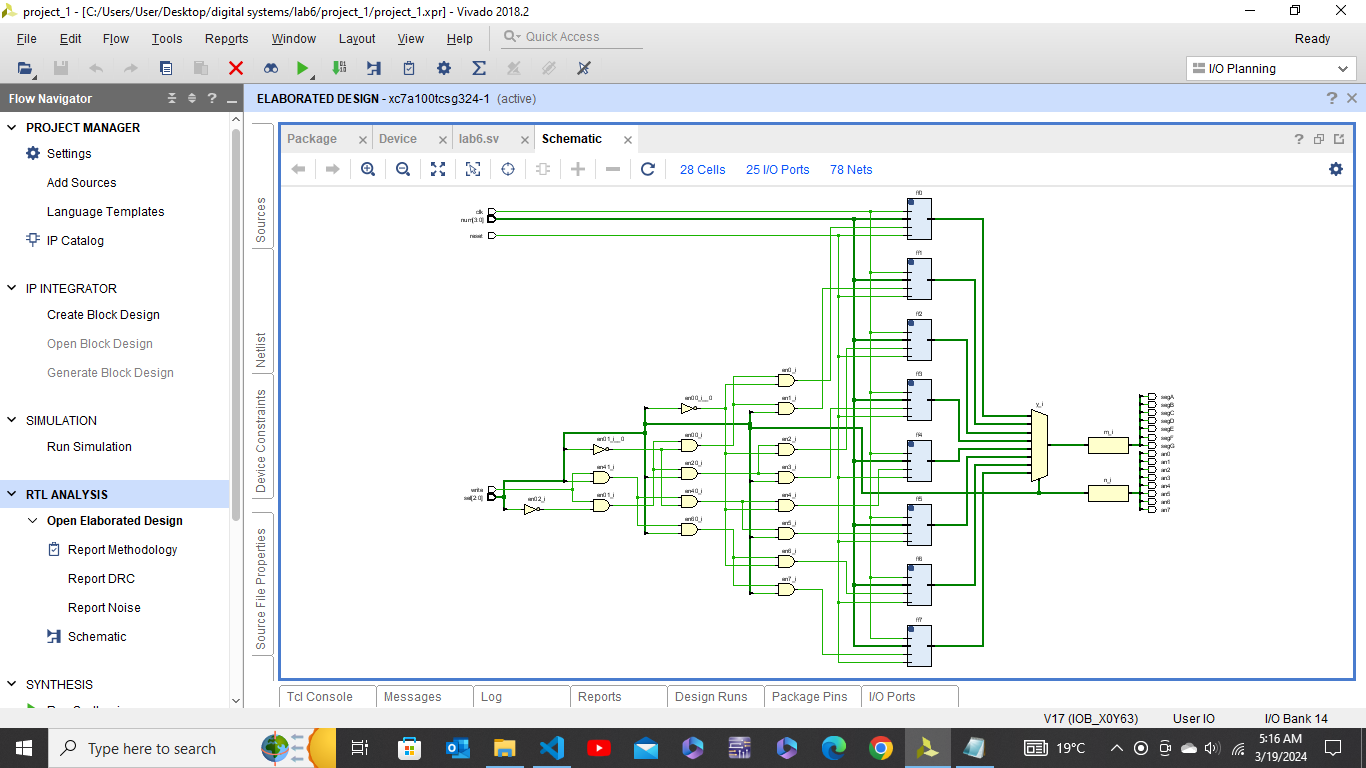 project_1 - [C:/Users/User/Desktop/digital systems/lab6/project_1/project_1.xpr] - Vivado 2018.2
File Edit Flow Tools Reports Window Layout View Help Quick Access Ready
I/O Planning
Flow Navigator
ELABORATED DESIGN - xc7a100tcsg324-1 (active)
PROJECT MANAGER
Settings
Add Sources
Language Templates
IP Catalog
IP INTEGRATOR
Create Block Design
Open Block Design
Generate Block Design
SIMULATION
Run Simulation
RTL ANALYSIS
Open Elaborated Design
Report Methodology
Report DRC
Report Noise
Schematic
SYNTHESIS
Sources
Netlist
Device Constraints
Source File Properties
Package Device lab6.sv Schematic
28 Cells 25 I/O Ports 78 Nets
clk
num[3:0]
reset
write
sel[2:0]
en02_i
en01_i__0
en41_i
en01_i
en00_i__0
en00_i
en20_i
en40_i
en60_i
en0_i
en1_i
en2_i
en3_i
en4_i
en5_i
en6_i
en7_i
ff0
ff1
ff2
ff3
ff4
ff5
ff6
ff7
y_i
m_i
n_i
segA
segB
segC
segD
segE
segF
segG
an0
an1
an2
an3
an4
an5
an6
an7
Tcl Console Messages Log Reports Design Runs Package Pins I/O Ports
V17 (IOB_X0Y63) User IO I/O Bank 14
Type here to search
19°C
5:16 AM
3/19/2024